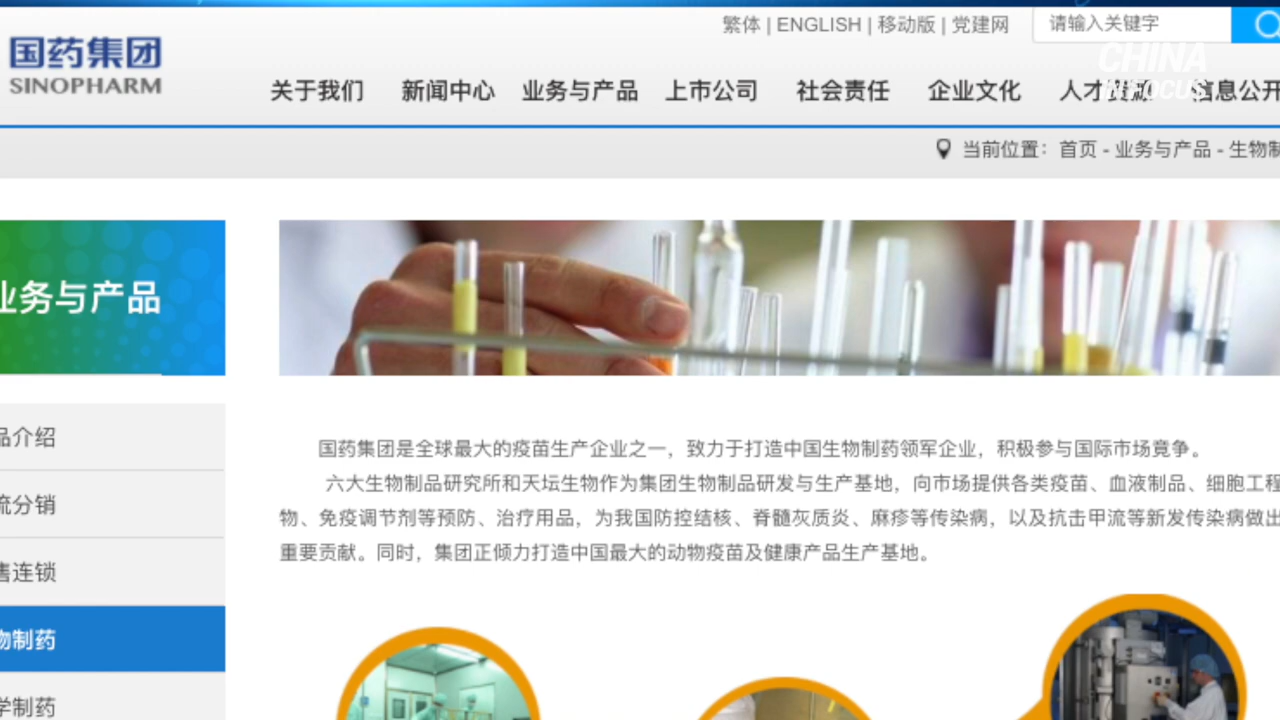 繁体 | ENGLISH | 移动版 | 党建网
请输入关键字
国药集团
SINOPHARM
CHINA
INFOCUS
关于我们 新闻中心 业务与产品 上市公司 社会责任 企业文化 人才 信息公开
当前位置：首页 - 业务与产品 - 生物制
业务与产品
品介绍
流分销
售连锁
物制药
学制药
国药集团是全球最大的疫苗生产企业之一，致力于打造中国生物制药领军企业，积极参与国际市场竟争。
六大生物制品研究所和天坛生物作为集团生物制品研发与生产基地，向市场提供各类疫苗、血液制品、细胞工程
物、免疫调节剂等预防、治疗用品，为我国防控结核、脊髓灰质炎、麻疹等传染病，以及抗击甲流等新发传染病做出
重要贡献。同时，集团正倾力打造中国最大的动物疫苗及健康产品生产基地。